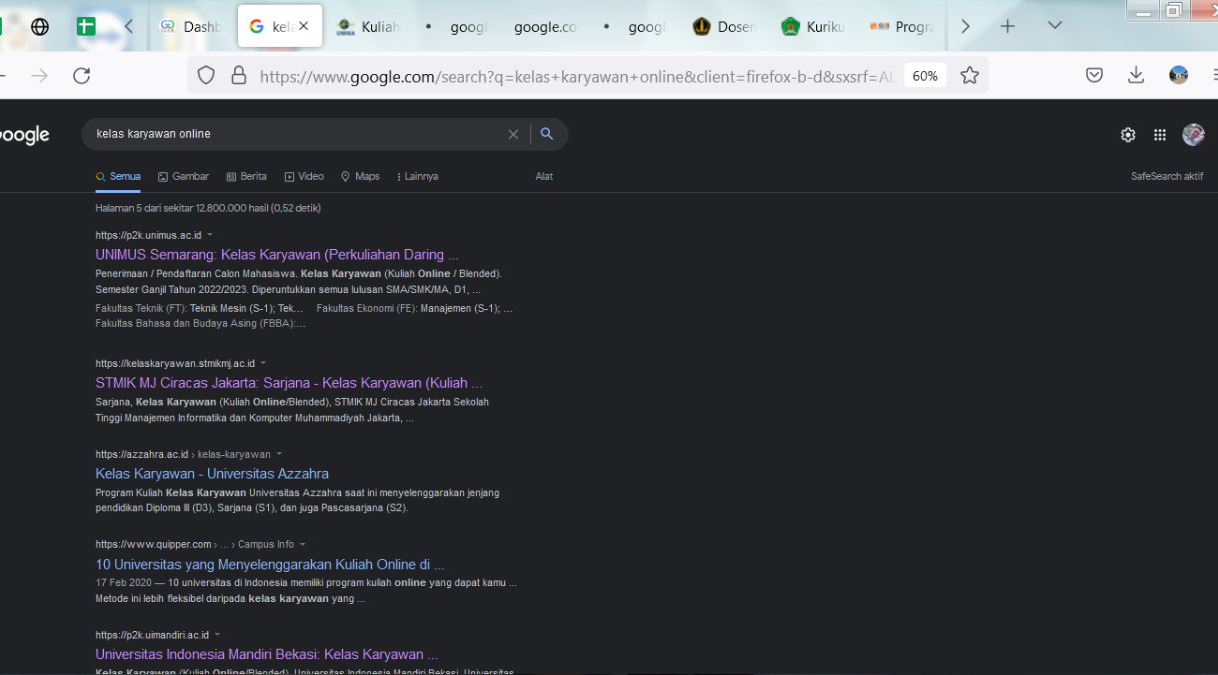 Dashb
kela
Kuliah
googl
google.co
googl
Dosen
Kuriku
Progra
https://www.google.com/search?q=kelas+karyawan+online&client=firefox-b-d&sxsrf=AL
60%
oogle
kelas karyawan online
Semua Gambar Berita Video Maps Lainnya Alat SafeSearch aktif
Halaman 5 dari sekitar 12.800.000 hasil (0,52 detik)
https://p2k.unimus.ac.id
UNIMUS Semarang: Kelas Karyawan (Perkuliahan Daring ...
Penerimaan / Pendaftaran Calon Mahasiswa. Kelas Karyawan (Kuliah Online / Blended).
Semester Ganjil Tahun 2022/2023. Diperuntukkan semua lulusan SMA/SMK/MA, D1, ...
Fakultas Teknik (FT): Teknik Mesin (S-1); Tek... Fakultas Ekonomi (FE): Manajemen (S-1); ...
Fakultas Bahasa dan Budaya Asing (FBBA):...
https://kelaskaryawan.stmikmj.ac.id
STMIK MJ Ciracas Jakarta: Sarjana - Kelas Karyawan (Kuliah ...
Sarjana, Kelas Karyawan (Kuliah Online/Blended), STMIK MJ Ciracas Jakarta Sekolah
Tinggi Manajemen Informatika dan Komputer Muhammadiyah Jakarta, ...
https://azzahra.ac.id › kelas-karyawan
Kelas Karyawan - Universitas Azzahra
Program Kuliah Kelas Karyawan Universitas Azzahra saat ini menyelenggarakan jenjang
pendidikan Diploma III (D3), Sarjana (S1), dan juga Pascasarjana (S2).
https://www.quipper.com › ... › Campus Info
10 Universitas yang Menyelenggarakan Kuliah Online di ...
17 Feb 2020 — 10 universitas di Indonesia memiliki program kuliah online yang dapat kamu ...
Metode ini lebih fleksibel daripada kelas karyawan yang ...
https://p2k.uimandiri.ac.id
Universitas Indonesia Mandiri Bekasi: Kelas Karyawan ...
Kelas Karyawan (Kuliah Online/Blended), Universitas Indonesia Mandiri Bekasi, Universitas